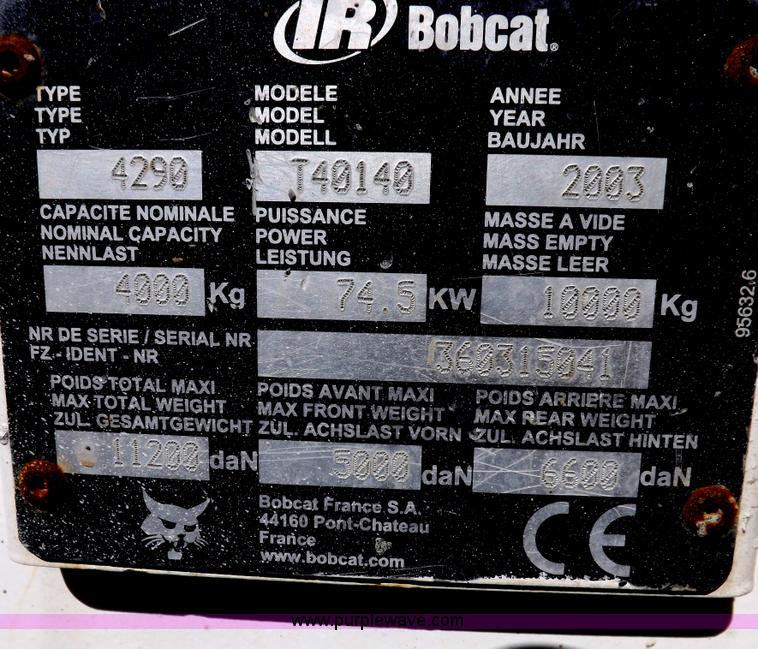 IR Bobcat®
TYPE MODELE ANNEE
TYPE MODEL YEAR
TYP MODELL BAUJAHR
4290 T40140 2003
CAPACITE NOMINALE PUISSANCE MASSE A VIDE
NOMINAL CAPACITY POWER MASS EMPTY
NENNLAST LEISTUNG MASSE LEER
4000 Kg 74.5 KW 10000 Kg
NR DE SERIE / SERIAL NR
FZ - IDENT - NR
360315041
POIDS TOTAL MAXI POIDS AVANT MAXI POIDS ARRIERE MAXI
MAX TOTAL WEIGHT MAX FRONT WEIGHT MAX REAR WEIGHT
ZUL. GESAMTGEWICHT ZUL. ACHSLAST VORN ZUL. ACHSLAST HINTEN
11200 daN 5000 daN 6600 daN
Bobcat France S.A.
44160 Pont-Chateau
France
www.bobcat.com
CE
95632.6
www.purplewave.com